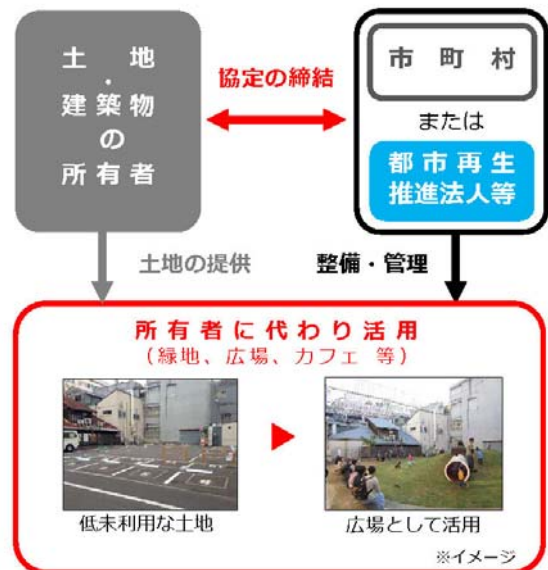 土地
・
建築物
の
所有者
協定の締結
市町村
または
都市再生
推進法人等
土地の提供
整備・管理
所有者に代わり活用
（緑地、広場、カフェ 等）
低未利用な土地
広場として活用
※イメージ